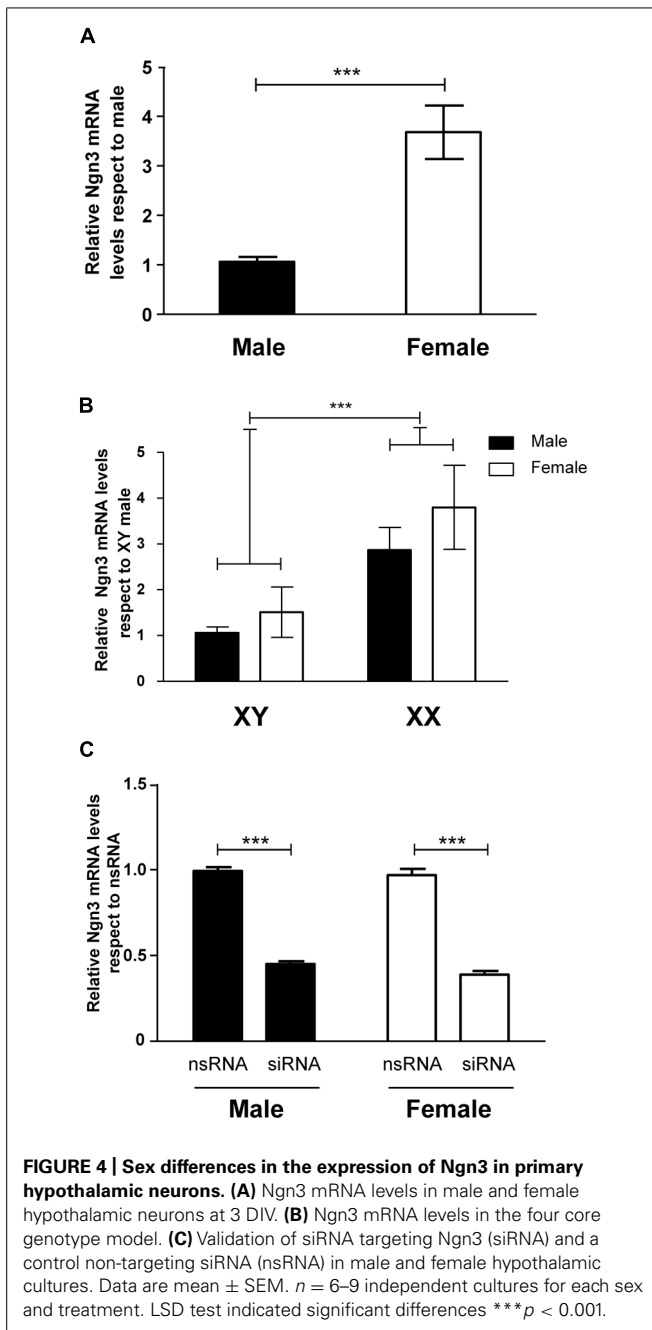 A
Relative Ngn3 mRNA
levels respect to male
5
4
3
2
1
0
***
Male
Female
B
Relative Ngn3 mRNA levels
respect to XY male
5
4
3
2
1
0
***
Male
Female
XY
XX
C
Relative Ngn3 mRNA levels
respect to nsRNA
1.5
1.0
0.5
0
***
***
nsRNA siRNA nsRNA siRNA
Male Female
FIGURE 4 | Sex differences in the expression of Ngn3 in primary
hypothalamic neurons. (A) Ngn3 mRNA levels in male and female
hypothalamic neurons at 3 DIV. (B) Ngn3 mRNA levels in the four core
genotype model. (C) Validation of siRNA targeting Ngn3 (siRNA) and a
control non-targeting siRNA (nsRNA) in male and female hypothalamic
cultures. Data are mean ± SEM. n = 6–9 independent cultures for each sex
and treatment. LSD test indicated significant differences ***p < 0.001.